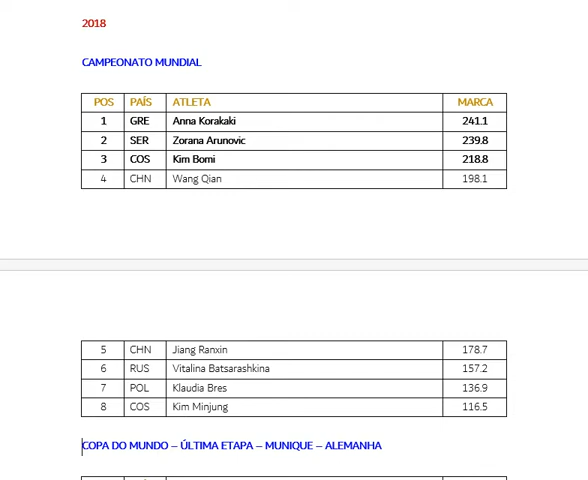 2018
CAMPEONATO MUNDIAL
POS PAÍS ATLETA MARCA
1 GRE Anna Korakaki 241.1
2 SER Zorana Arunovic 239.8
3 COS Kim Bomi 218.8
4 CHN Wang Qian 198.1
5 CHN Jiang Ranxin 178.7
6 RUS Vitalina Batsarashkina 157.2
7 POL Klaudia Bres 136.9
8 COS Kim Minjung 116.5
COPA DO MUNDO – ÚLTIMA ETAPA – MUNIQUE – ALEMANHA